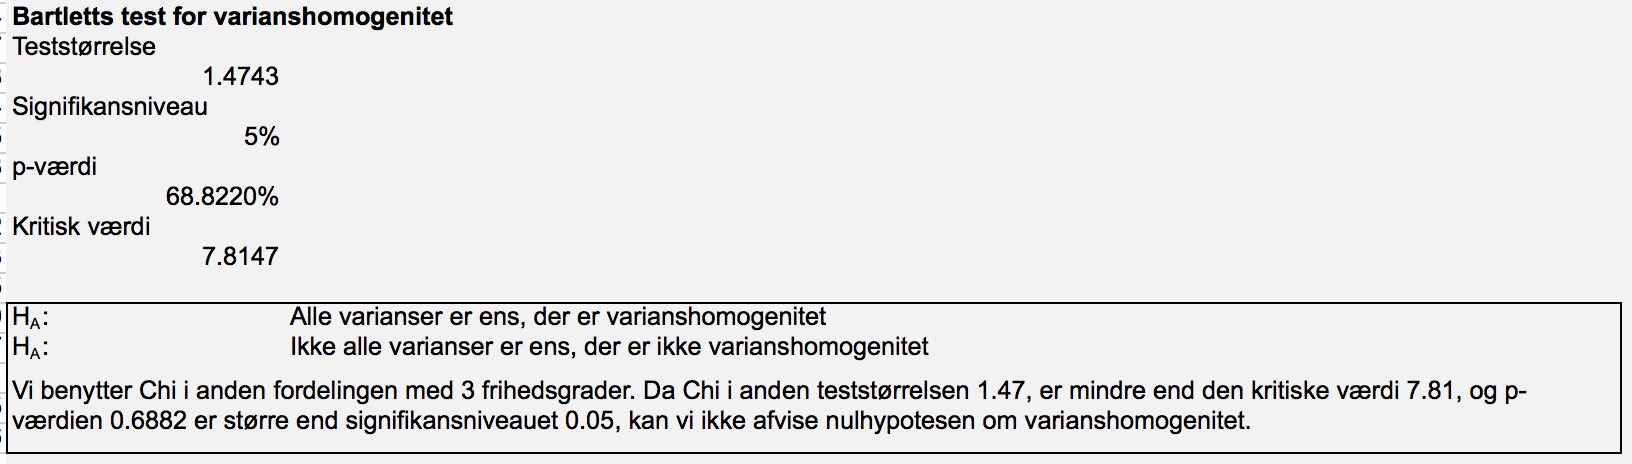 Bartletts test for varianshomogenitet
Teststørrelse
1.4743
Signifikansniveau
5%
p-værdi
68.8220%
Kritisk værdi
7.8147
HA: Alle varianser er ens, der er varianshomogenitet
HA: Ikke alle varianser er ens, der er ikke varianshomogenitet
Vi benytter Chi i anden fordelingen med 3 frihedsgrader. Da Chi i anden teststørrelsen 1.47, er mindre end den kritiske værdi 7.81, og p-
værdien 0.6882 er større end signifikansniveauet 0.05, kan vi ikke afvise nulhypotesen om varianshomogenitet.